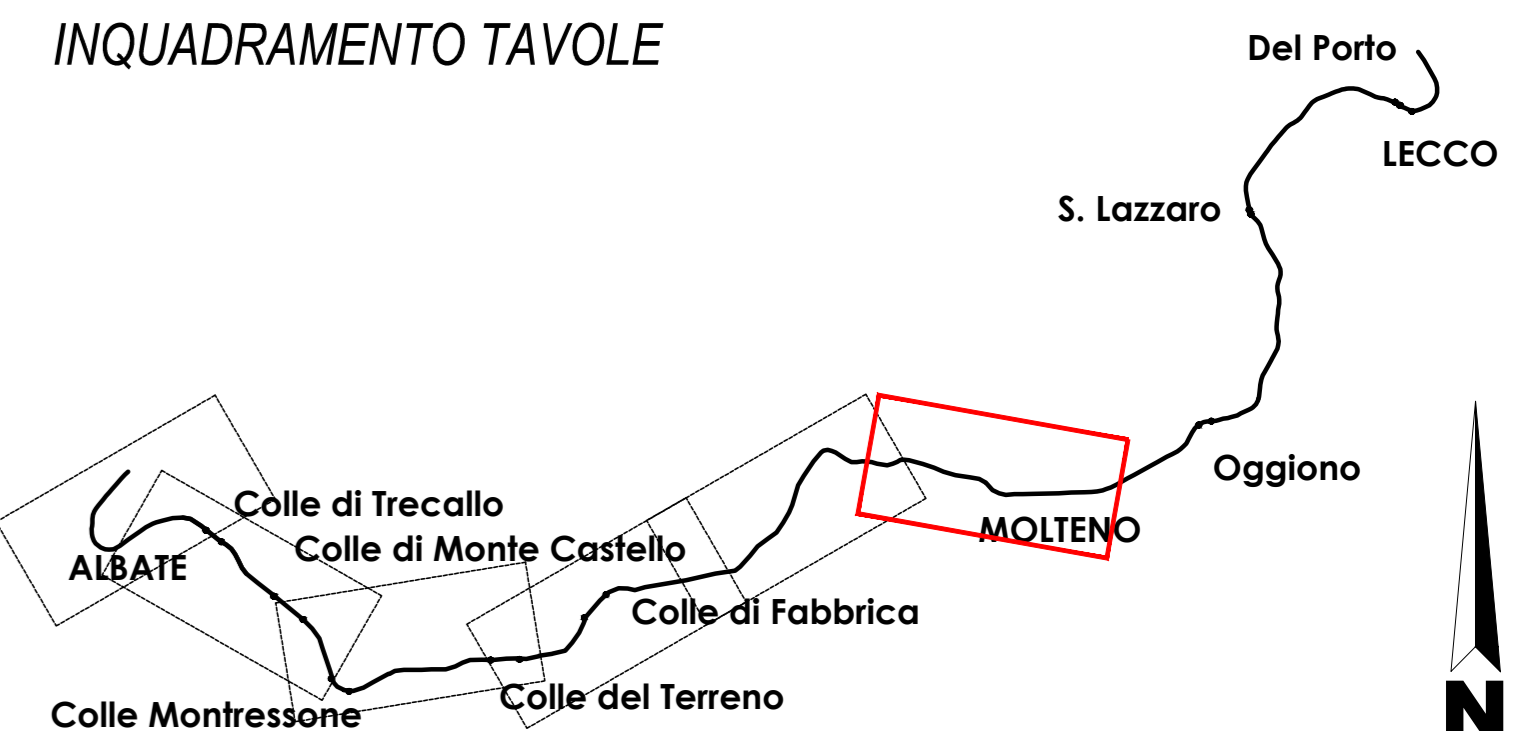 INQUADRAMENTO TAVOLE
Del Porto
LECCO
S. Lazzaro
Oggiono
Colle di Trecallo
MOLTENO
Colle di Monte Castello
ALBATE
Colle di Fabbrica
Colle del Terreno
Colle Montressone
N